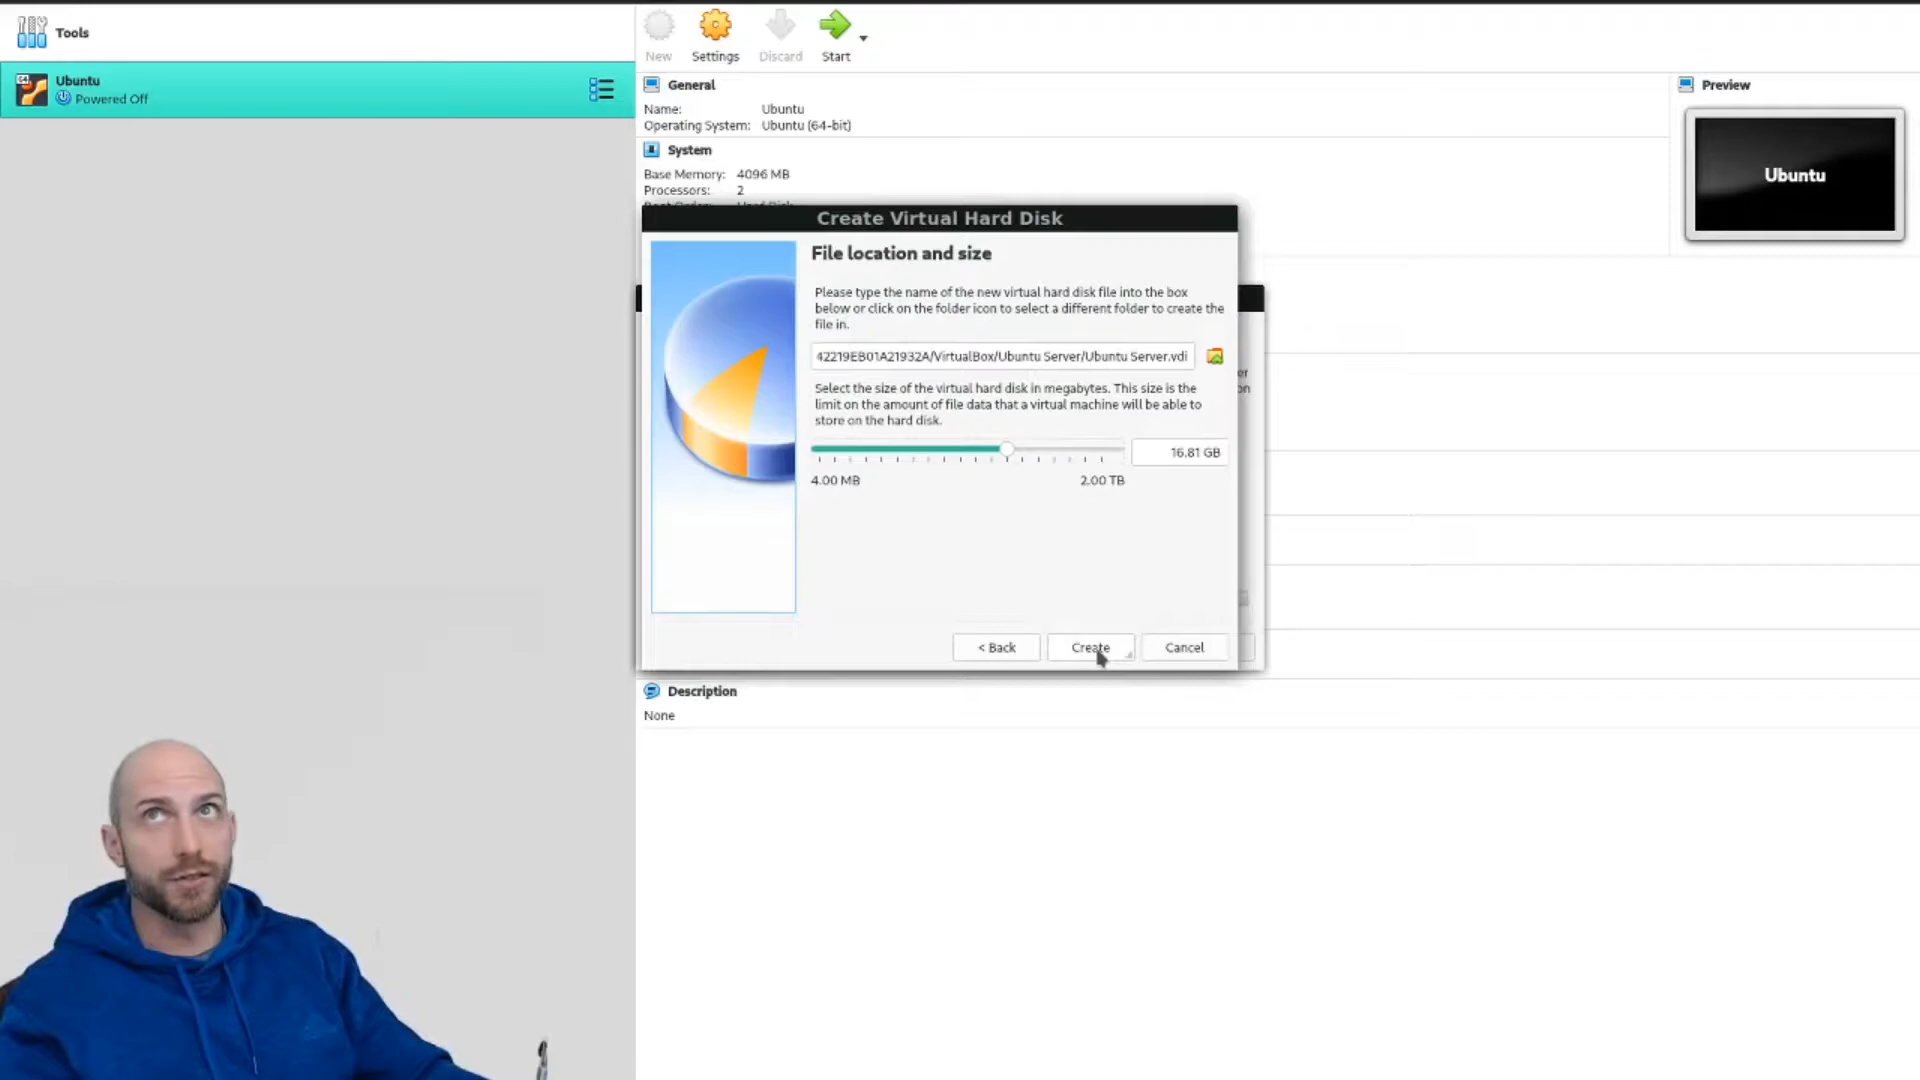 Tools
New
Settings
Discard
Start
Ubuntu
Powered Off
General
Name: Ubuntu
Operating System: Ubuntu (64-bit)
System
Base Memory: 4096 MB
Processors: 2
Preview
Ubuntu
Create Virtual Hard Disk
File location and size
Please type the name of the new virtual hard disk file into the box
below or click on the folder icon to select a different folder to create the
file in.
42219EB01A21932A/VirtualBox/Ubuntu Server/Ubuntu Server.vdi
Select the size of the virtual hard disk in megabytes. This size is the
limit on the amount of file data that a virtual machine will be able to
store on the hard disk.
16.81 GB
4.00 MB
2.00 TB
< Back
Create
Cancel
Description
None